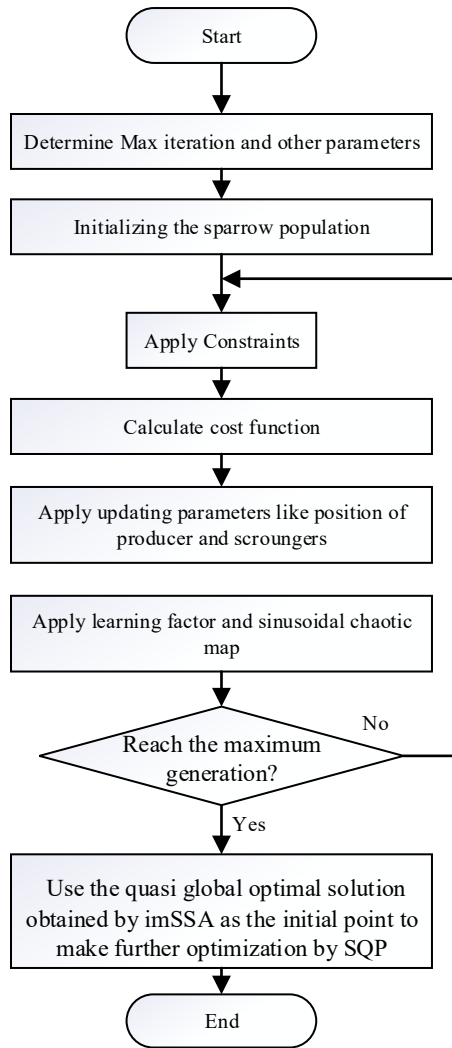 Start
Determine Max iteration and other parameters
Initializing the sparrow population
Apply Constraints
Calculate cost function
Apply updating parameters like position of
producer and scroungers
Apply learning factor and sinusoidal chaotic
map
No
Reach the maximum
generation?
Yes
Use the quasi global optimal solution
obtained by imSSA as the initial point to
make further optimization by SQP
End